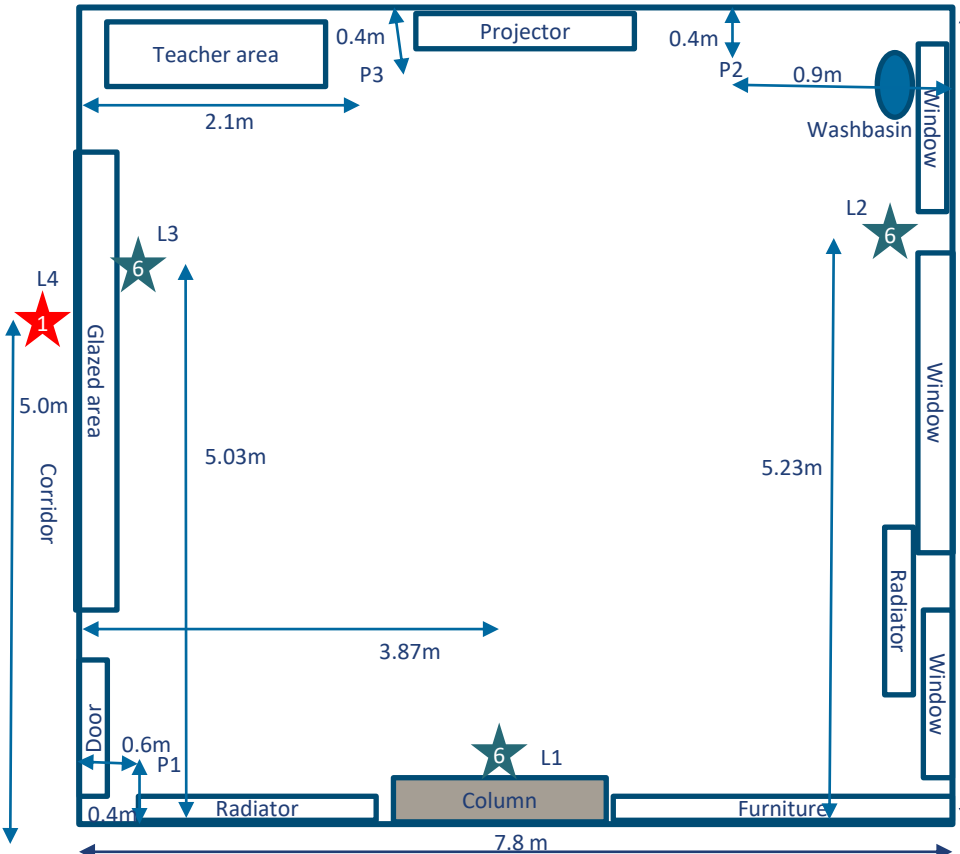 Projector
0.4m
0.4m
Teacher area
P3
P2
0.9m
2.1m
Washbasin
Window
L2
6
L3
6
L4
1
Glazed area
Window
5.0m
5.03m
5.23m
Corridor
Radiator
3.87m
Window
Door
0.6m
P1
6
L1
0.4m
Radiator
Column
Furniture
7.8 m